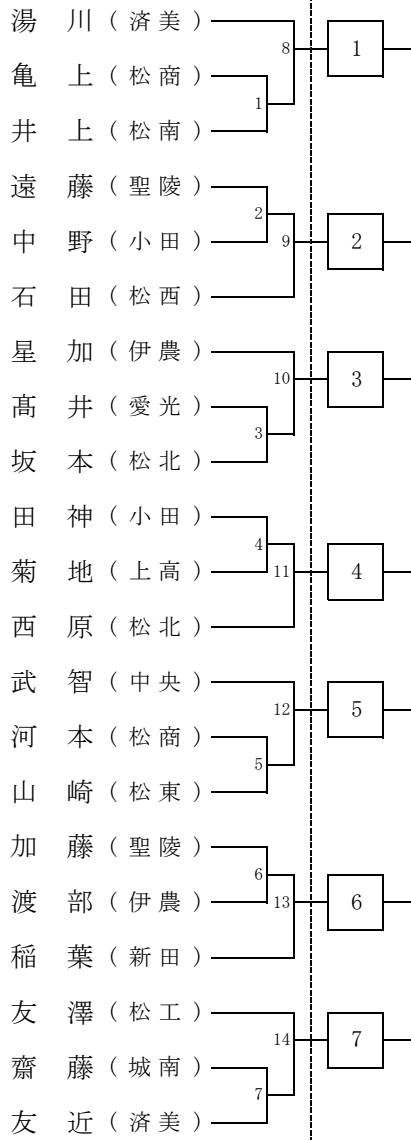 湯川（済美）
8
1
亀上（松商）
1
井上（松南）
遠藤（聖陵）
2
中野（小田）
9
2
石田（松西）
星加（伊農）
10
3
髙井（愛光）
3
坂本（松北）
田神（小田）
4
菊地（上高）
11
4
西原（松北）
武智（中央）
12
5
河本（松商）
5
山崎（松東）
加藤（聖陵）
6
渡部（伊農）
13
6
稲葉（新田）
友澤（松工）
14
7
齋藤（城南）
7
友近（済美）